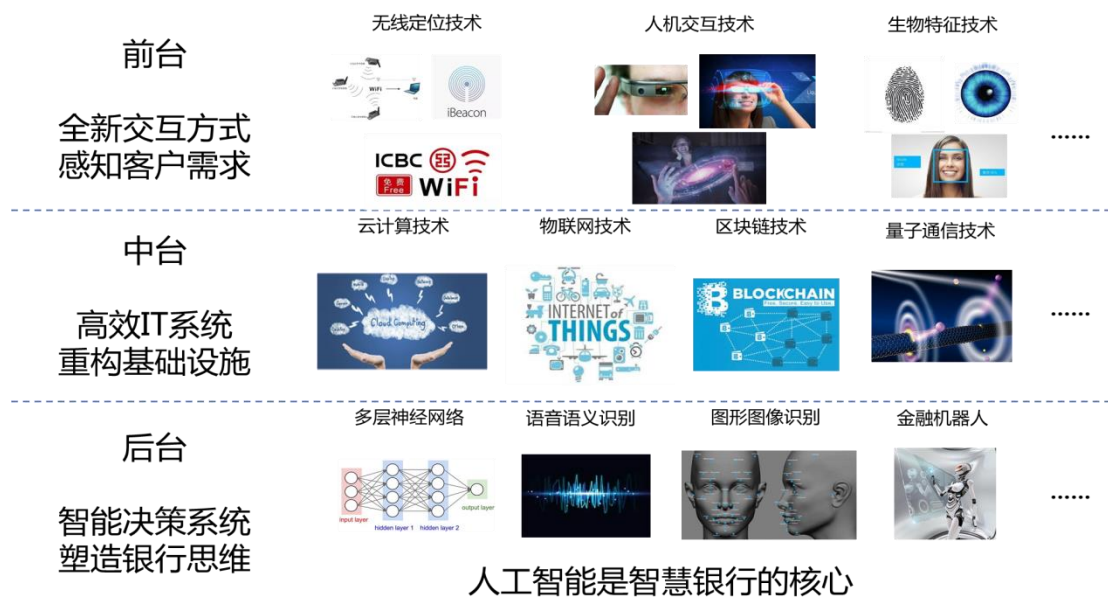 前台
全新交互方式
感知客户需求
无线定位技术
WiFi
iBeacon
ICBC
免费
Free
WiFi
人机交互技术
生物特征技术
......
中台
高效IT系统
重构基础设施
云计算技术
Cloud Computing
物联网技术
INTERNET of
THINGS
区块链技术
BLOCKCHAIN
Free, Secure, Easy to Use.
量子通信技术
......
后台
智能决策系统
塑造银行思维
多层神经网络
input layer
hidden layer 1
hidden layer 2
output layer
语音语义识别
图形图像识别
金融机器人
......
人工智能是智慧银行的核心